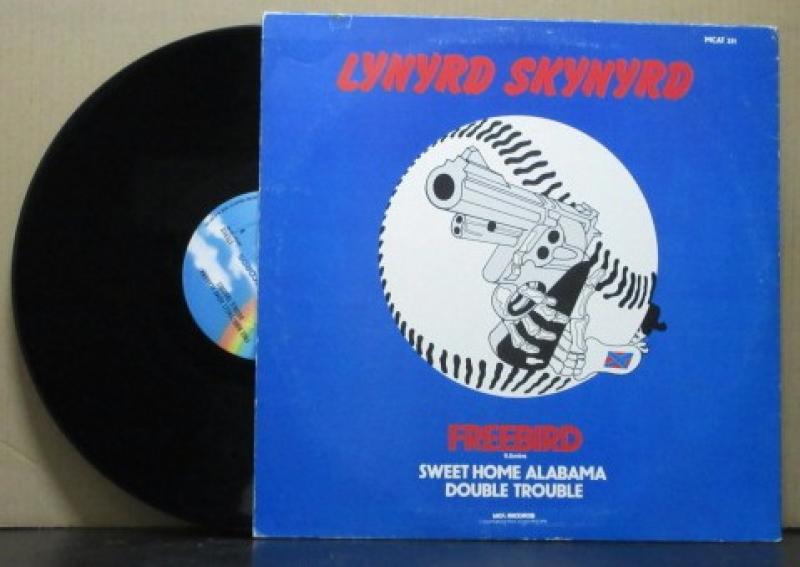 MCAT 251
LYNYRD SKYNYRD
FREEBIRD
SWEET HOME ALABAMA
DOUBLE TROUBLE
MCA RECORDS